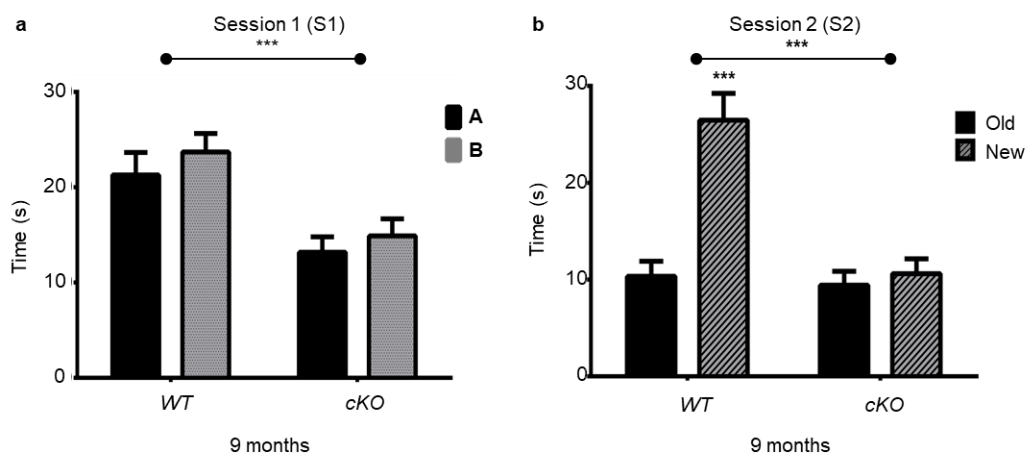 a
Session 1 (S1)
***
30
20
10
0
Time (s)
A
B
WT
cKO
9 months
b
Session 2 (S2)
***
***
30
20
10
0
Time (s)
Old
New
WT
cKO
9 months